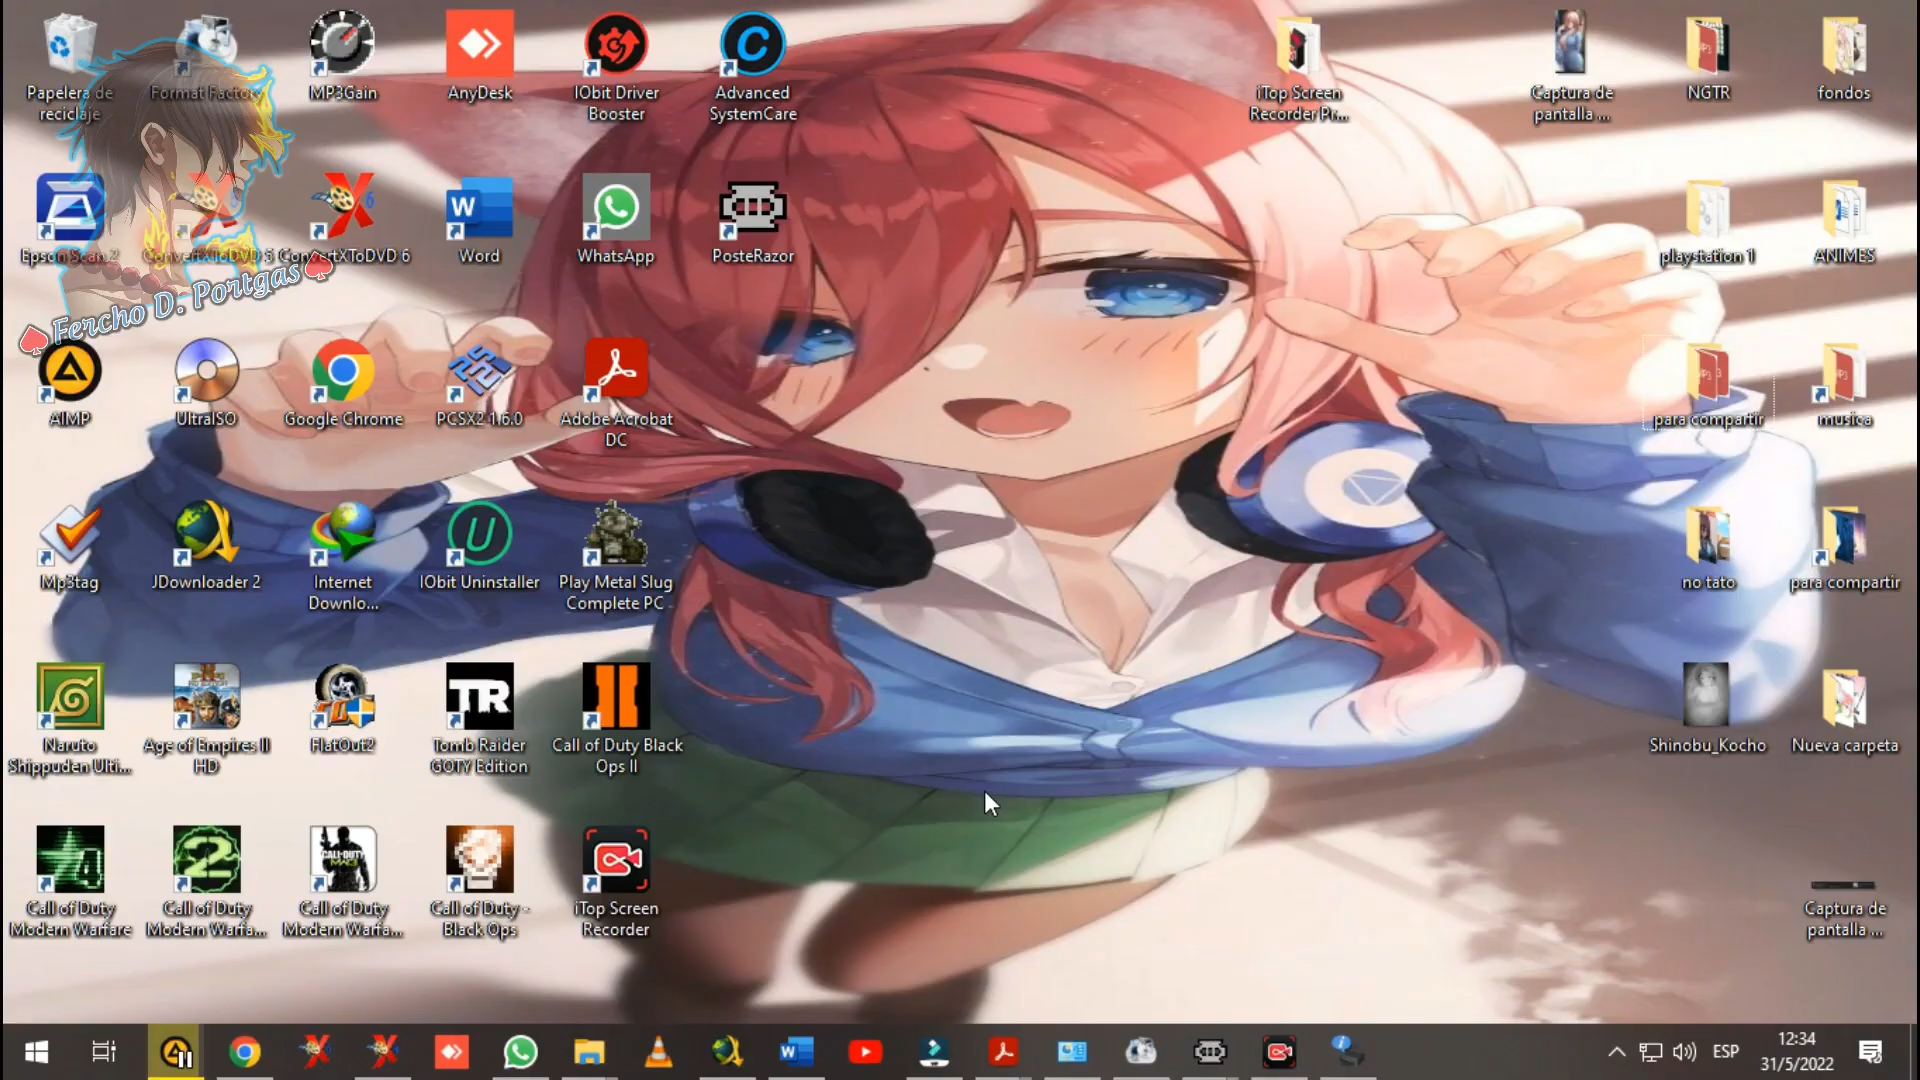 Papelera de
reciclaje
Format Factory
MP3Gain
AnyDesk
IObit Driver
Booster
Advanced
SystemCare
iTop Screen
Recorder Pr...
Captura de
pantalla ...
NGTR
fondos
Epson Scan 2
ConvertXToDVD 5
ConvertXToDVD 6
Word
WhatsApp
PosteRazor
playstation 1
ANIMES
Fercho D. Portgas
AIMP
UltraISO
Google Chrome
PCSX2 1.6.0
Adobe Acrobat
DC
para compartir
musica
Mp3tag
JDownloader 2
Internet
Downlo...
IObit Uninstaller
Play Metal Slug
Complete PC
no tato
para compartir
TR
Naruto
Shippuden Ulti...
Age of Empires II
HD
FlatOut2
Tomb Raider
GOTY Edition
Call of Duty Black
Ops II
Shinobu_Kocho
Nueva carpeta
Call of Duty
Modern Warfare
Call of Duty
Modern Warfa...
Call of Duty
Modern Warfa...
Call of Duty -
Black Ops
iTop Screen
Recorder
Captura de
pantalla ...
ESP
12:34
31/5/2022